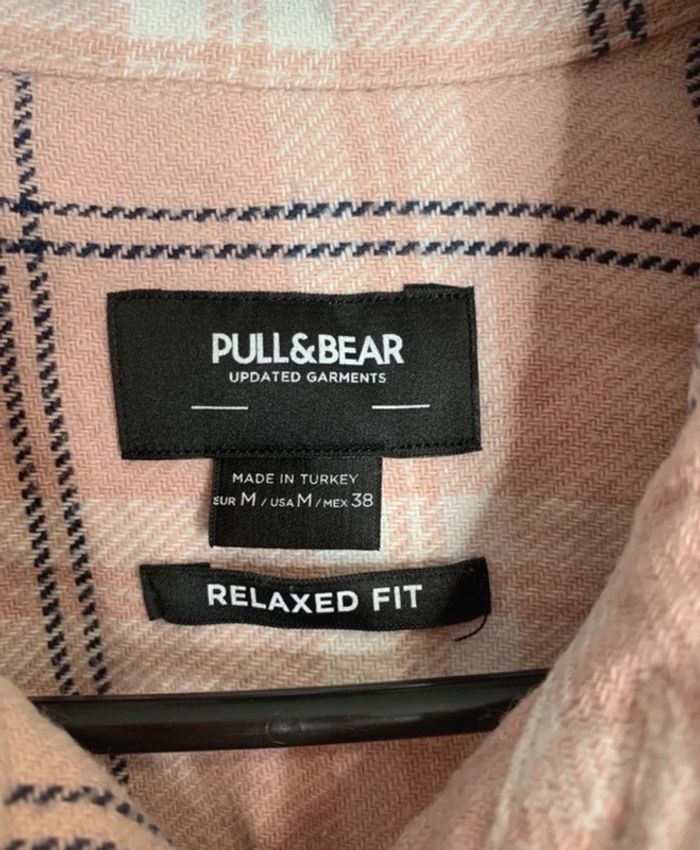 PULL&BEAR
UPDATED GARMENTS
MADE IN TURKEY
EUR M / USA M / MEX 38
RELAXED FIT